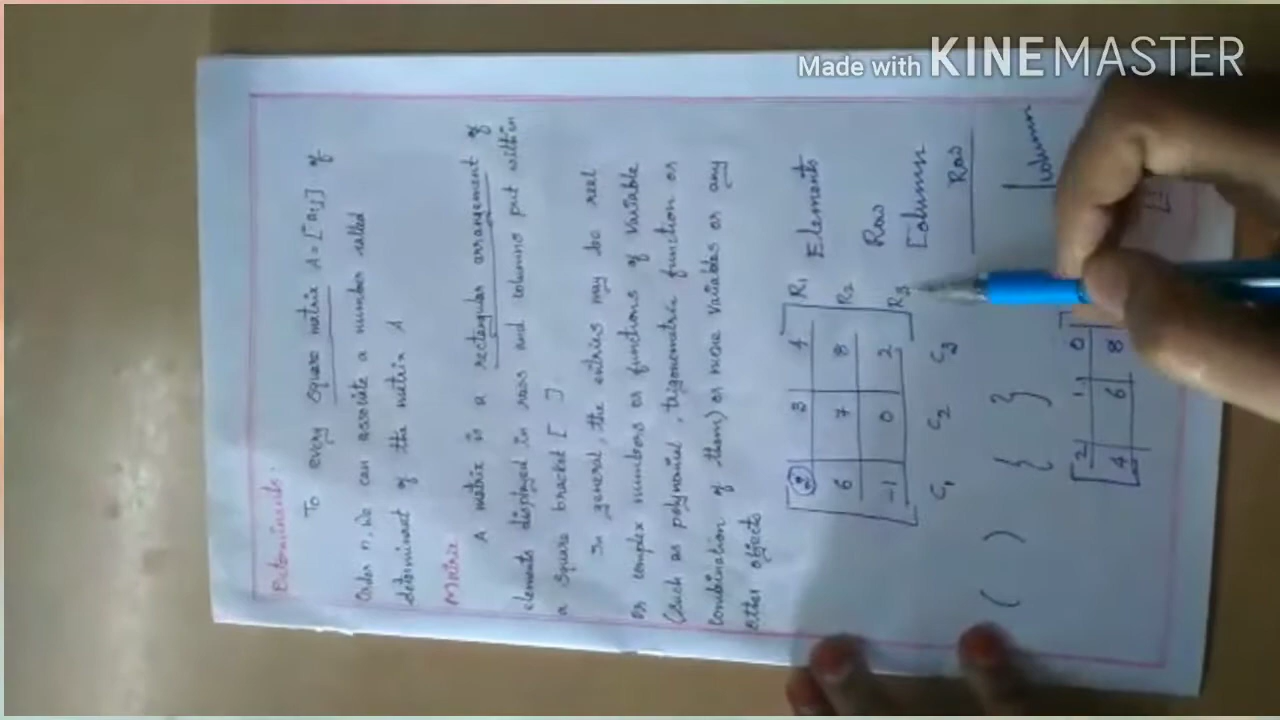 Made with KINEMASTER
Determinants.
To every square matrix A = [aij] of
Order n, We can associte a number called
determinant of the matrix A
Matrix
A matrix is a rectangular arrangement of
elements displayed in rows and columns put within
a square bracket [ ]
In general, the entries may be real
or complex numbers or functions of variable
(such as polynomial, trigonometric function or
combination of them) or more variables or any
other objects
[ 2 3 4 ] R1 Elements
6 7 8 R2 Row
-1 0 2 R3 Column
C1 C2 C3 Row
( ) { } Column
[ 2 1 0 ]
4 6 8